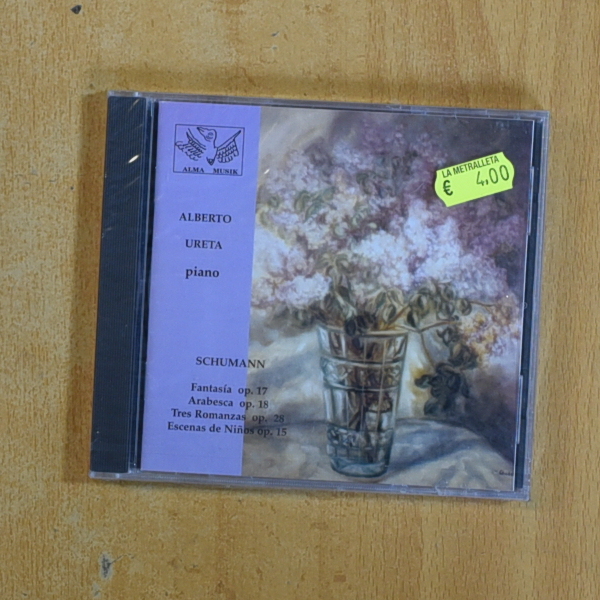 ALMA MUSIK
LA METRALLETA
€ 4,00
ALBERTO
URETA
piano
SCHUMANN
Fantasía op. 17
Arabesca op. 18
Tres Romanzas op. 28
Escenas de Niños op. 15